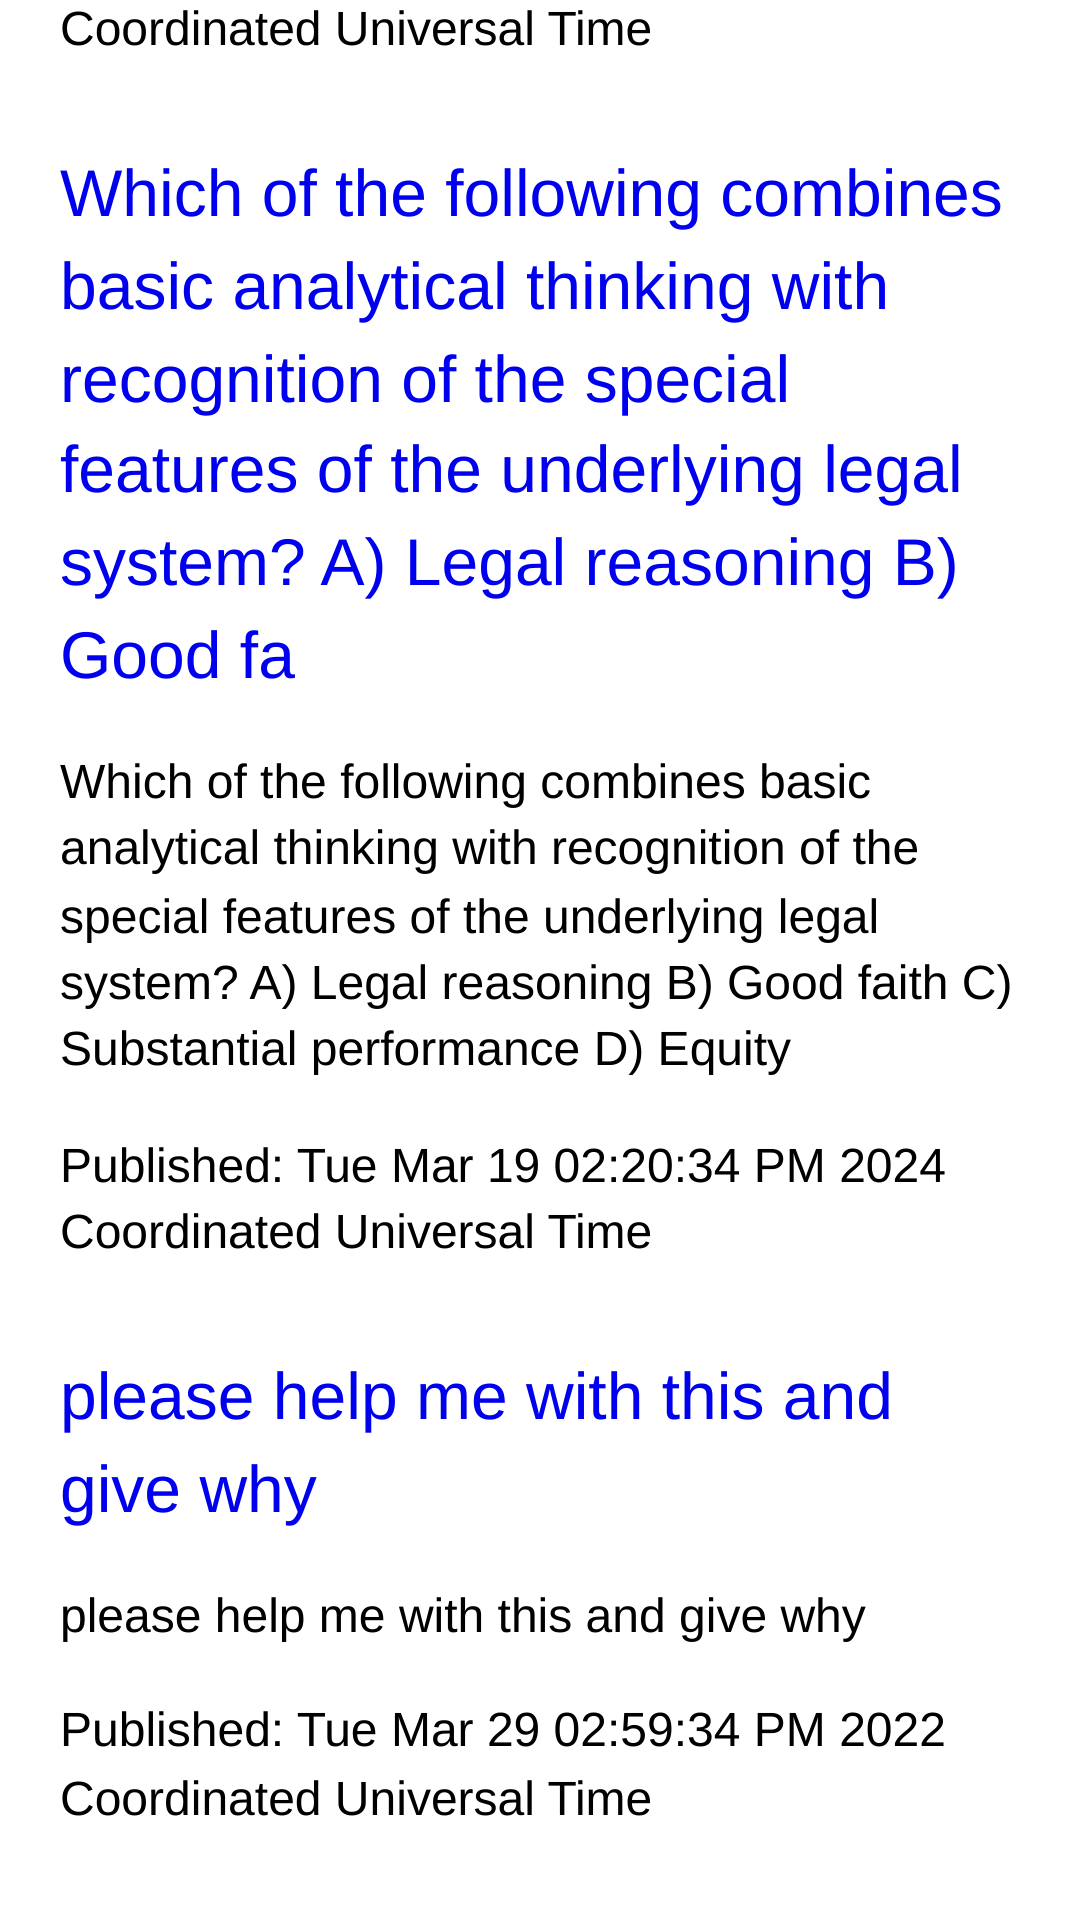 Coordinated Universal Time
Which of the following combines
basic analytical thinking with
recognition of the special
features of the underlying legal
system? A) Legal reasoning B)
Good fa
Which of the following combines basic
analytical thinking with recognition of the
special features of the underlying legal
system? A) Legal reasoning B) Good faith C)
Substantial performance D) Equity
Published: Tue Mar 19 02:20:34 PM 2024
Coordinated Universal Time
please help me with this and
give why
please help me with this and give why
Published: Tue Mar 29 02:59:34 PM 2022
Coordinated Universal Time